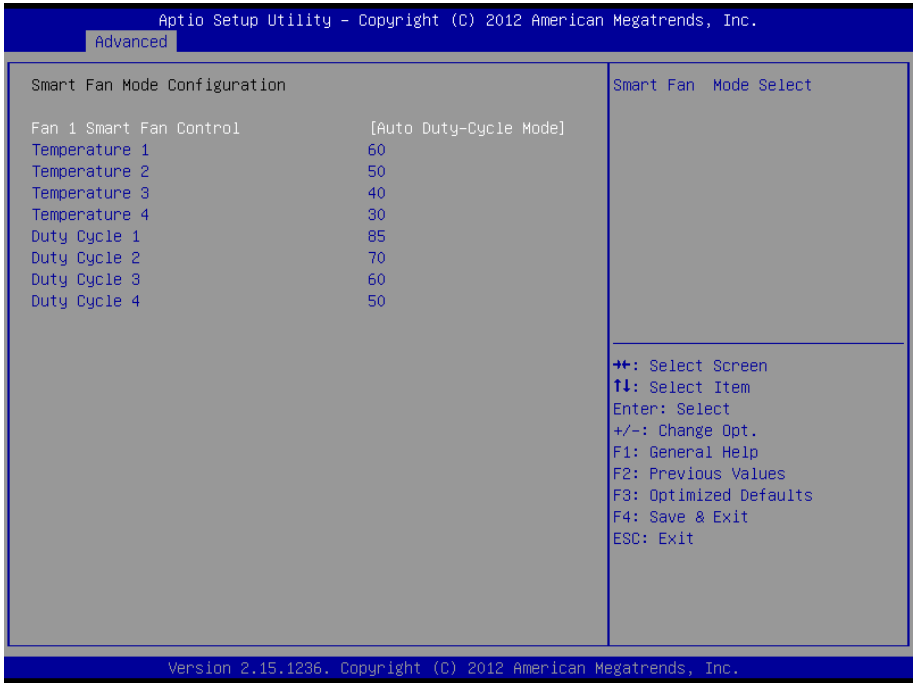 Aptio Setup Utility – Copyright (C) 2012 American Megatrends, Inc.
Advanced
Smart Fan Mode Configuration
Fan 1 Smart Fan Control [Auto Duty-Cycle Mode]
Temperature 1 60
Temperature 2 50
Temperature 3 40
Temperature 4 30
Duty Cycle 1 85
Duty Cycle 2 70
Duty Cycle 3 60
Duty Cycle 4 50
Smart Fan  Mode Select
→←: Select Screen
↑↓: Select Item
Enter: Select
+/-: Change Opt.
F1: General Help
F2: Previous Values
F3: Optimized Defaults
F4: Save & Exit
ESC: Exit
Version 2.15.1236. Copyright (C) 2012 American Megatrends, Inc.